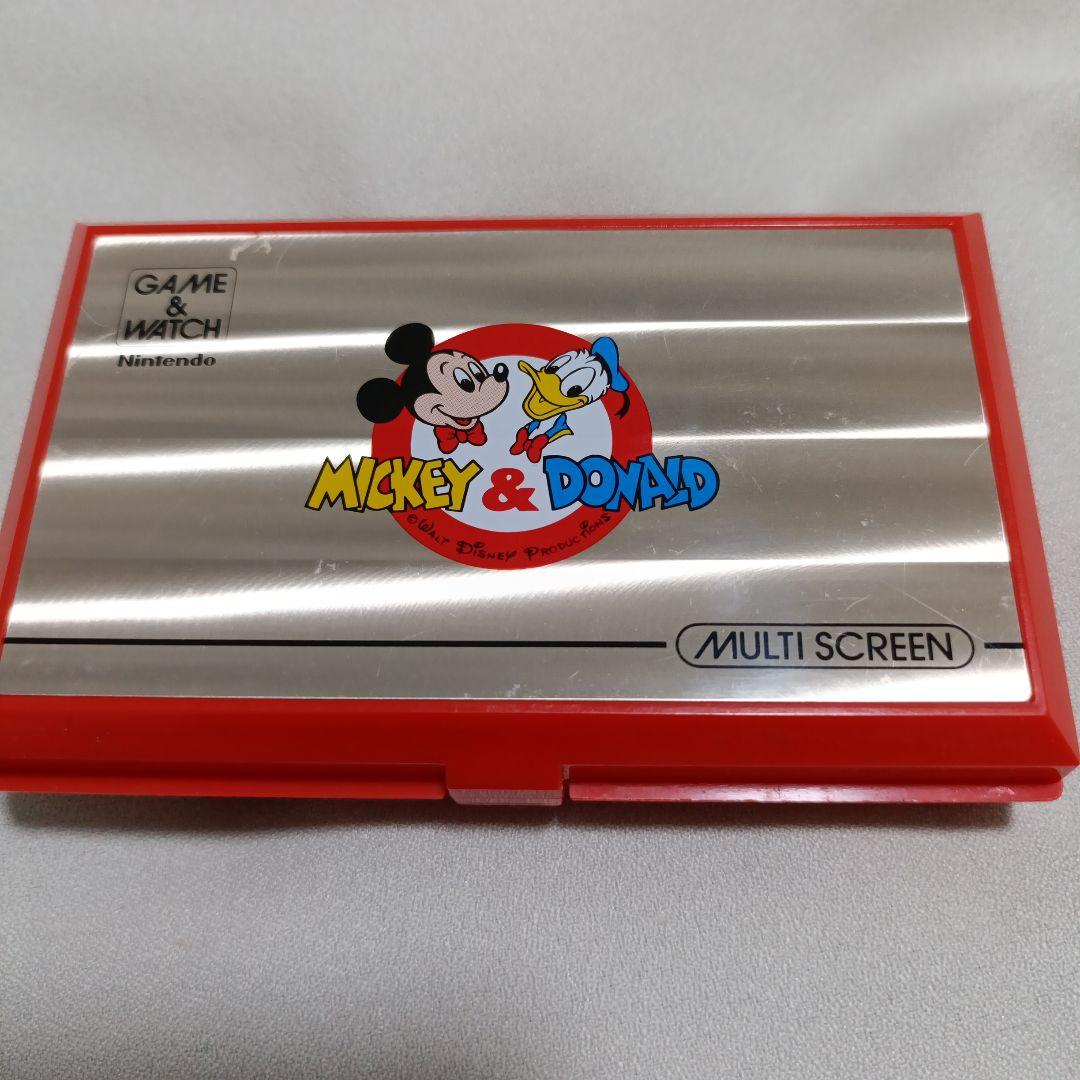 GAME
&
WATCH
Nintendo
MICKEY & DONALD
© WALT DISNEY PRODUCTIONS
MULTI SCREEN